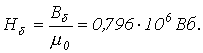 H_δ = B_δ / μ_0 = 0,796 · 10^6 Вб.